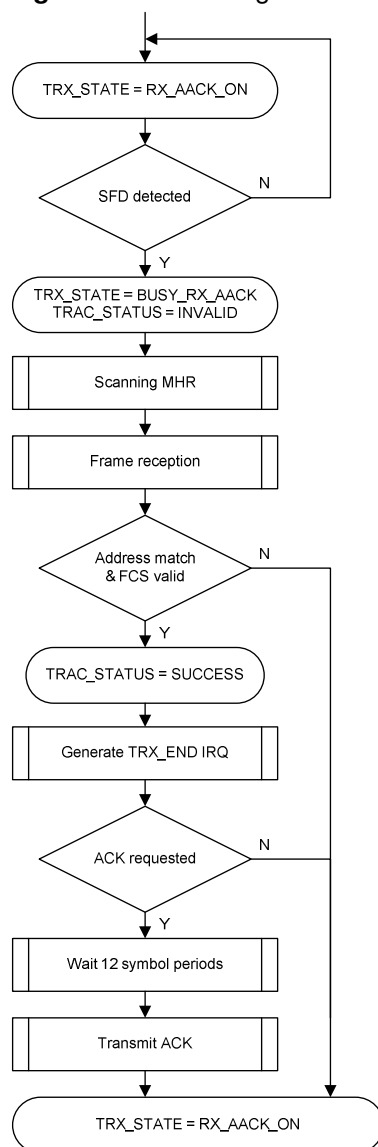 TRX_STATE = RX_AACK_ON
SFD detected
N
Y
TRX_STATE = BUSY_RX_AACK
TRAC_STATUS = INVALID
Scanning MHR
Frame reception
Address match
& FCS valid
N
Y
TRAC_STATUS = SUCCESS
Generate TRX_END IRQ
ACK requested
N
Y
Wait 12 symbol periods
Transmit ACK
TRX_STATE = RX_AACK_ON